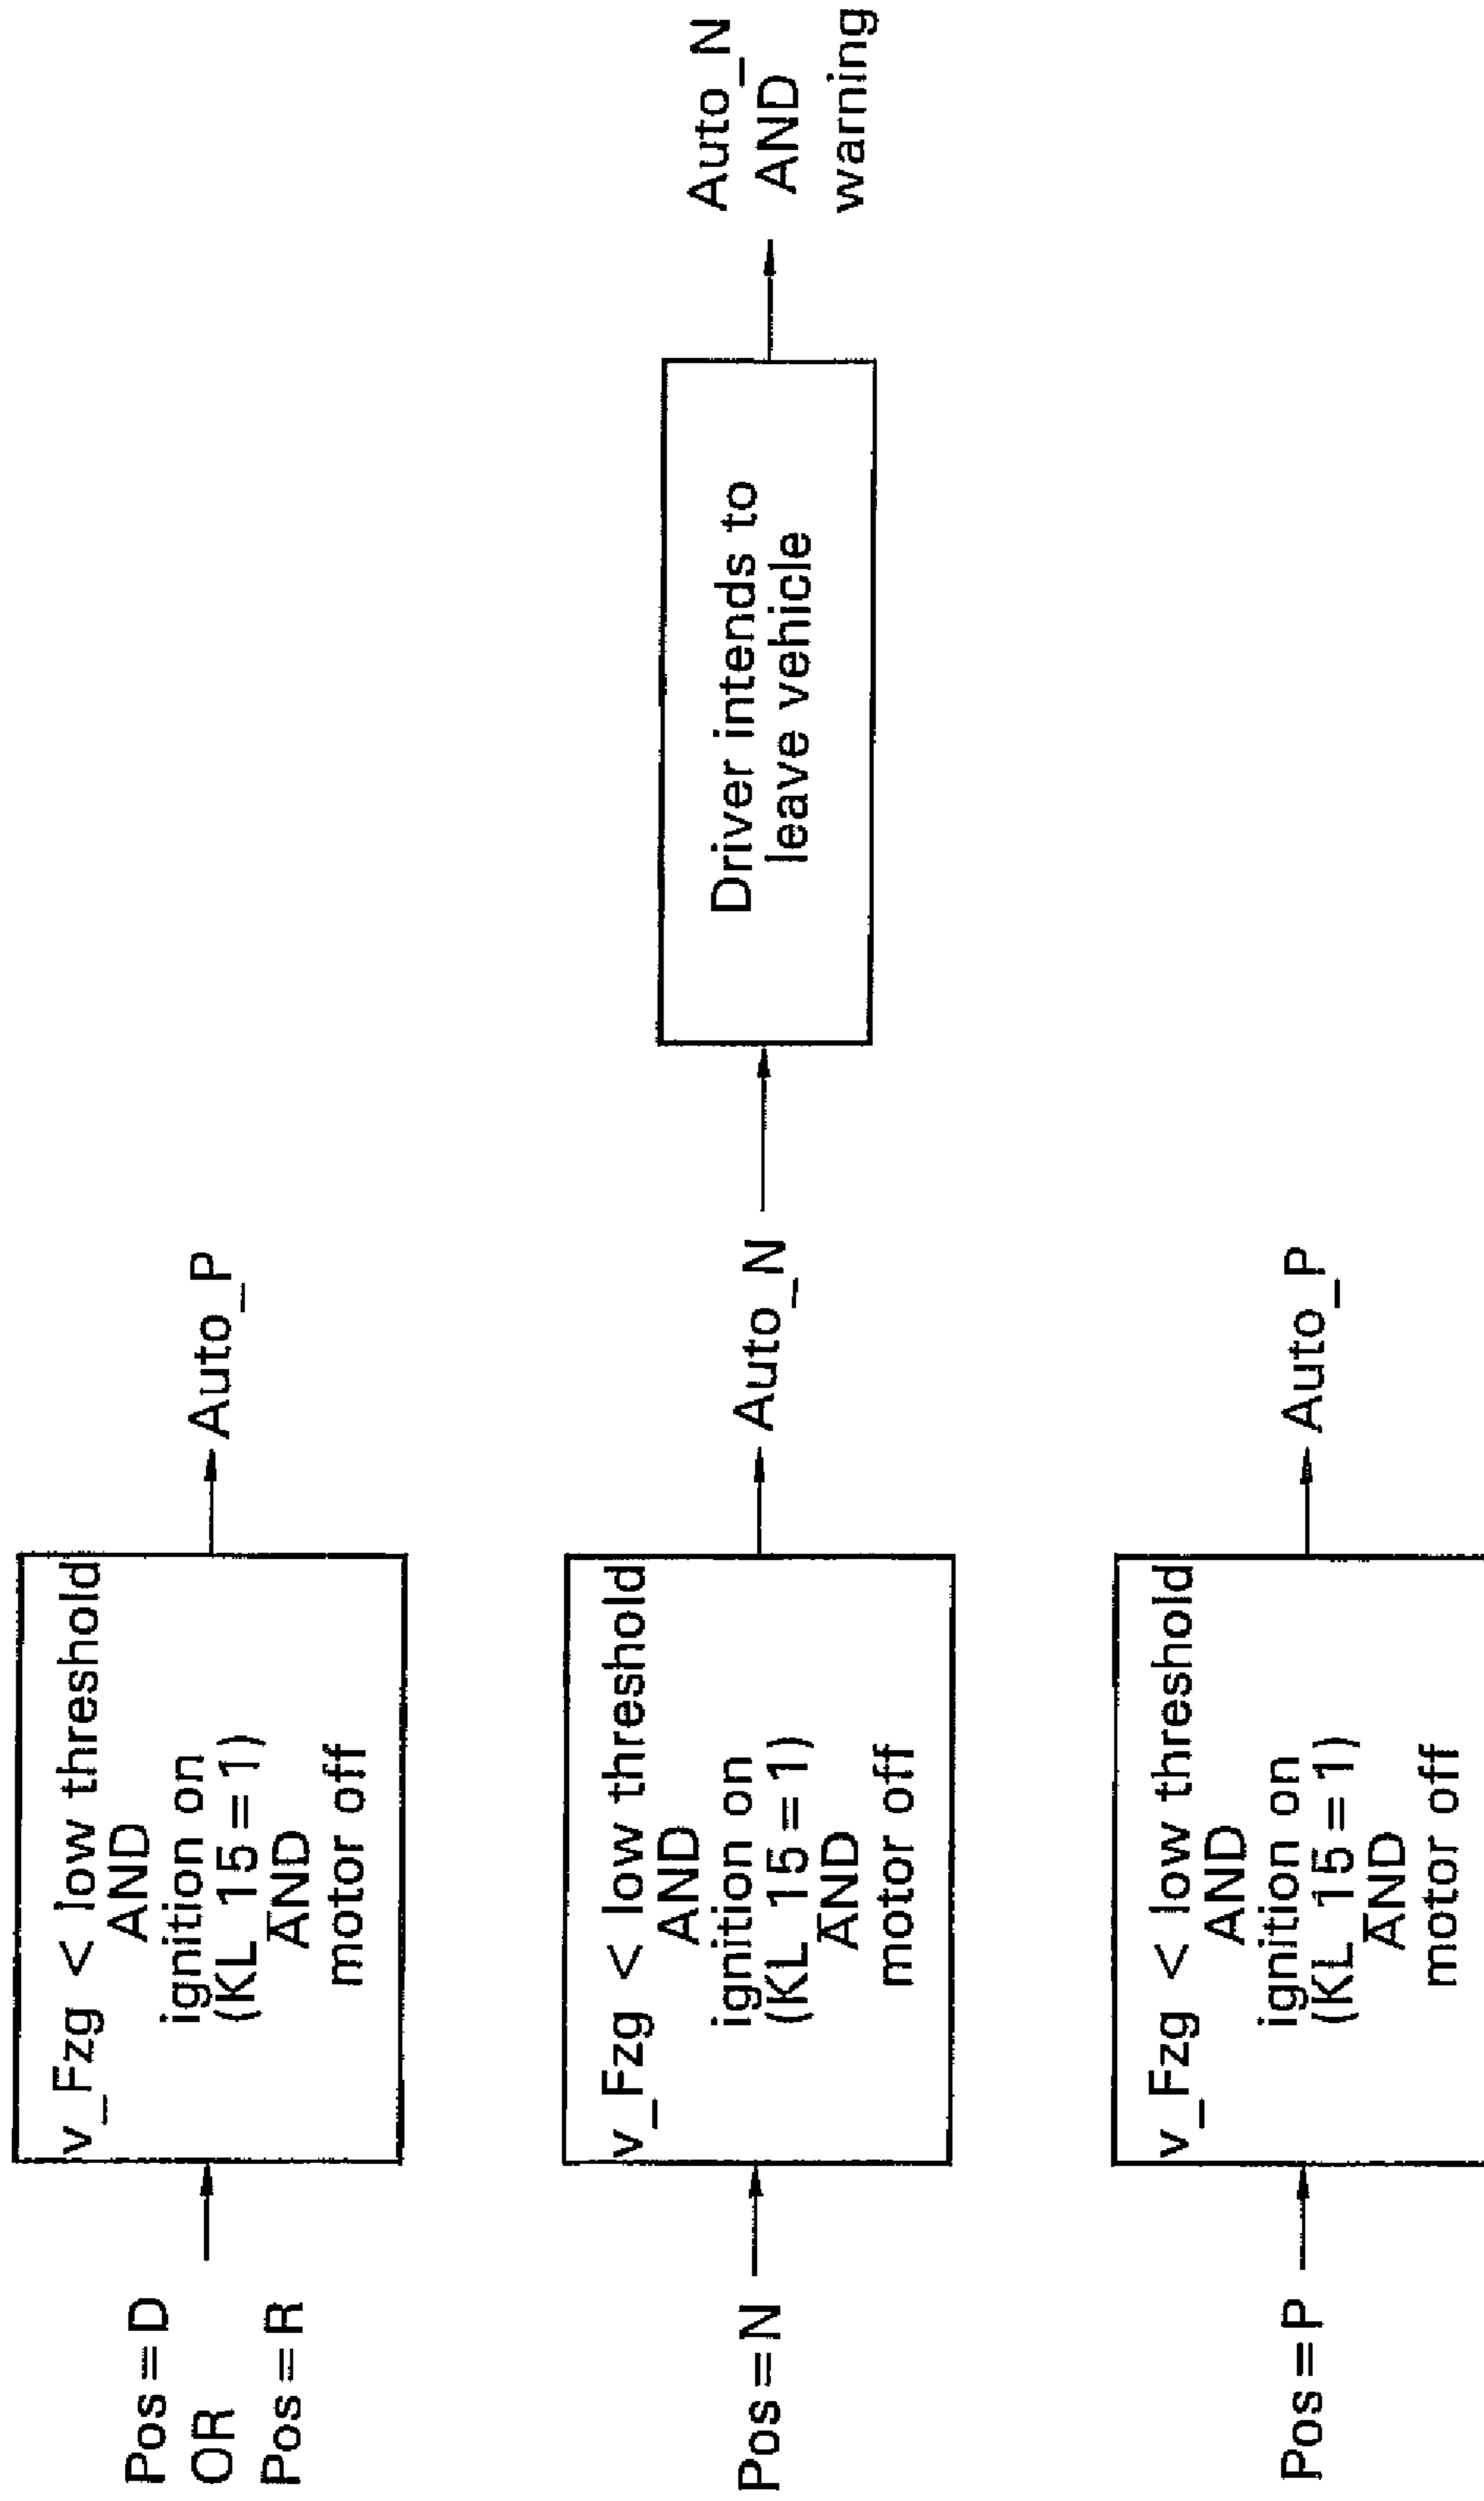 Pos=D
OR
Pos=R
v_Fzg < low threshold
AND
ignition on
(KL 15=1)
AND
motor off
Auto_P
Pos=N
v_Fzg < low threshold
AND
ignition on
(KL 15=1)
AND
motor off
Auto_N
Driver intends to
leave vehicle
Auto_N
AND
warning
Pos=P
v_Fzg < low threshold
AND
ignition on
(KL 15=1)
AND
motor off
Auto_P